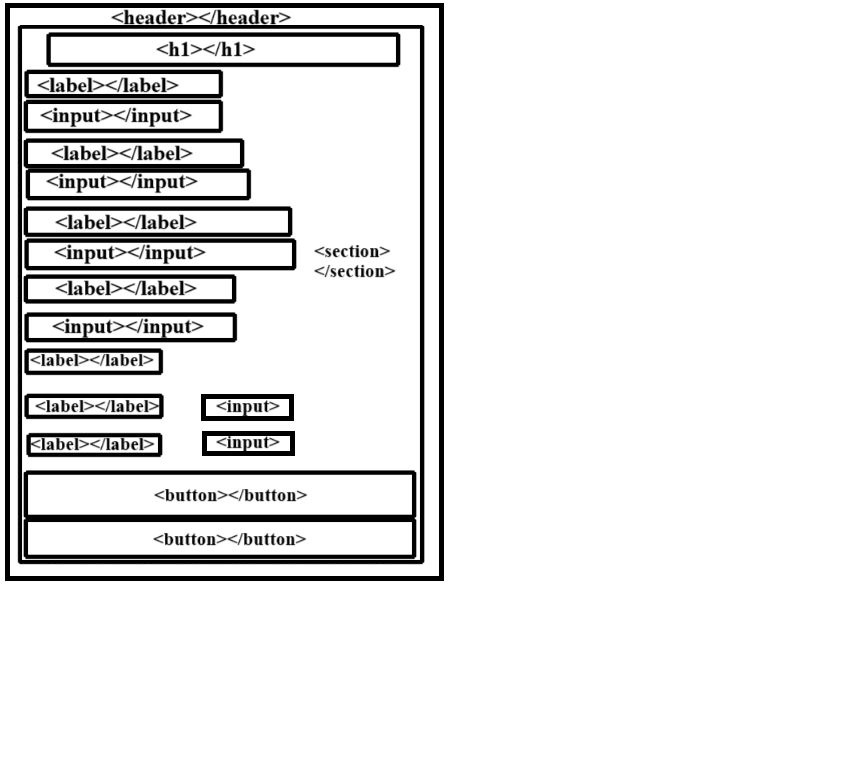 <header></header>
<h1></h1>
<label></label>
<input></input>
<label></label>
<input></input>
<label></label>
<input></input>
<section>
</section>
<label></label>
<input></input>
<label></label>
<label></label> <input>
<label></label> <input>
<button></button>
<button></button>